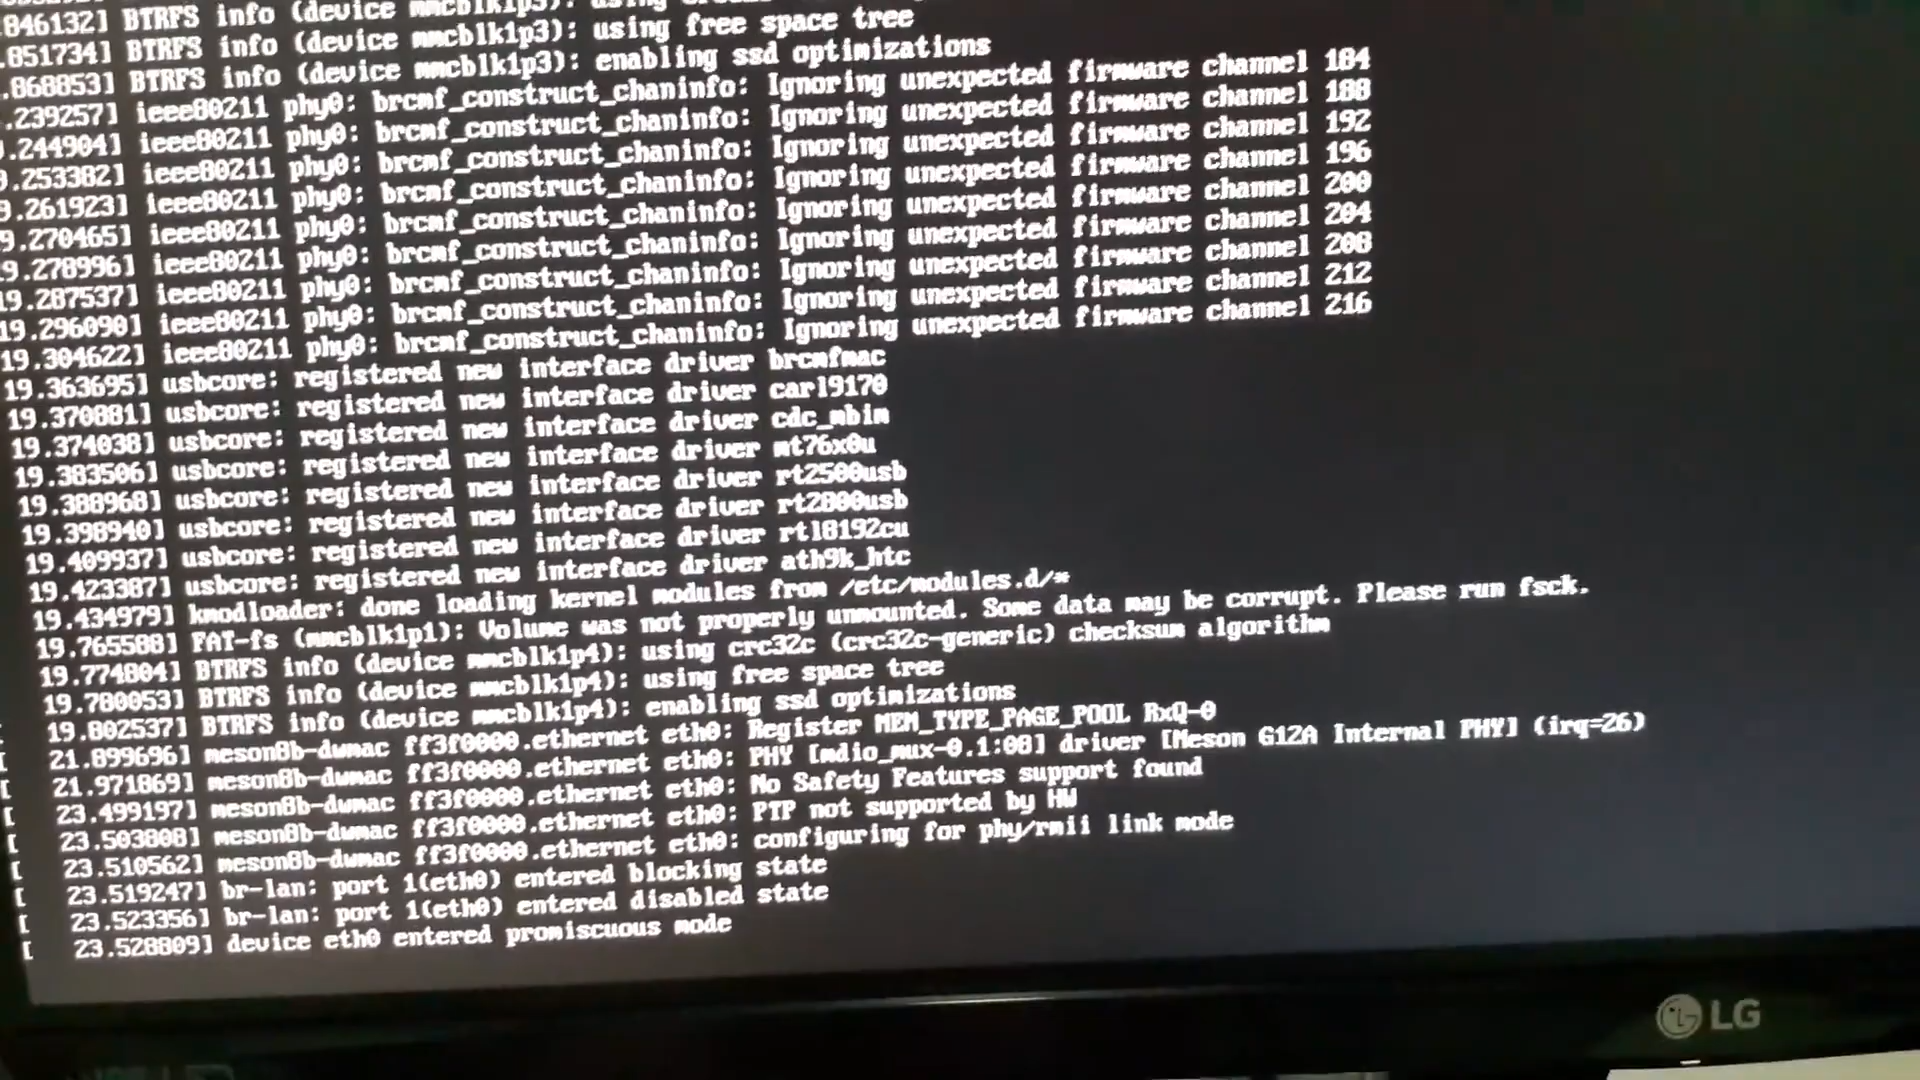 .846132] BTRFS info (device mmcblk1p3): using
.851734] BTRFS info (device mmcblk1p3): using free space tree
.868853] BTRFS info (device mmcblk1p3): enabling ssd optimizations
.239257] ieee80211 phy0: brcmf_construct_chaninfo: Ignoring unexpected firmware channel 184
.244904] ieee80211 phy0: brcmf_construct_chaninfo: Ignoring unexpected firmware channel 188
9.253382] ieee80211 phy0: brcmf_construct_chaninfo: Ignoring unexpected firmware channel 192
9.261923] ieee80211 phy0: brcmf_construct_chaninfo: Ignoring unexpected firmware channel 196
9.270465] ieee80211 phy0: brcmf_construct_chaninfo: Ignoring unexpected firmware channel 200
19.278996] ieee80211 phy0: brcmf_construct_chaninfo: Ignoring unexpected firmware channel 204
19.287537] ieee80211 phy0: brcmf_construct_chaninfo: Ignoring unexpected firmware channel 208
19.296090] ieee80211 phy0: brcmf_construct_chaninfo: Ignoring unexpected firmware channel 212
19.304622] ieee80211 phy0: brcmf_construct_chaninfo: Ignoring unexpected firmware channel 216
19.363695] usbcore: registered new interface driver brcmfmac
19.370881] usbcore: registered new interface driver carl9170
19.374038] usbcore: registered new interface driver cdc_mbim
19.383506] usbcore: registered new interface driver mt76x0u
19.388968] usbcore: registered new interface driver rt2500usb
19.398940] usbcore: registered new interface driver rt2800usb
19.409937] usbcore: registered new interface driver rtl8192cu
19.423387] usbcore: registered new interface driver ath9k_htc
19.434979] kmodloader: done loading kernel modules from /etc/modules.d/*
19.765588] FAT-fs (mmcblk1p1): Volume was not properly unmounted. Some data may be corrupt. Please run fsck.
19.774804] BTRFS info (device mmcblk1p4): using crc32c (crc32c-generic) checksum algorithm
19.780053] BTRFS info (device mmcblk1p4): using free space tree
19.802537] BTRFS info (device mmcblk1p4): enabling ssd optimizations
[ 21.899696] meson8b-dwmac ff3f0000.ethernet eth0: Register MEM_TYPE_PAGE_POOL RxQ-0
[ 21.971869] meson8b-dwmac ff3f0000.ethernet eth0: PHY [mdio_mux-0.1:08] driver [Meson G12A Internal PHY] (irq=26)
[ 23.499197] meson8b-dwmac ff3f0000.ethernet eth0: No Safety Features support found
[ 23.503808] meson8b-dwmac ff3f0000.ethernet eth0: PTP not supported by HW
[ 23.510562] meson8b-dwmac ff3f0000.ethernet eth0: configuring for phy/rmii link mode
[ 23.519247] br-lan: port 1(eth0) entered blocking state
[ 23.523356] br-lan: port 1(eth0) entered disabled state
[ 23.528809] device eth0 entered promiscuous mode
LG